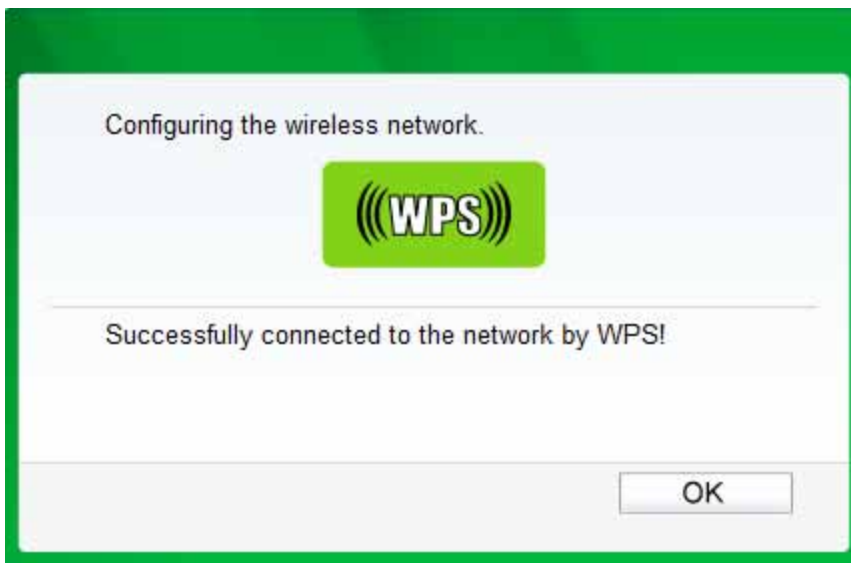 Configuring the wireless network.
(((WPS)))
Successfully connected to the network by WPS!
OK